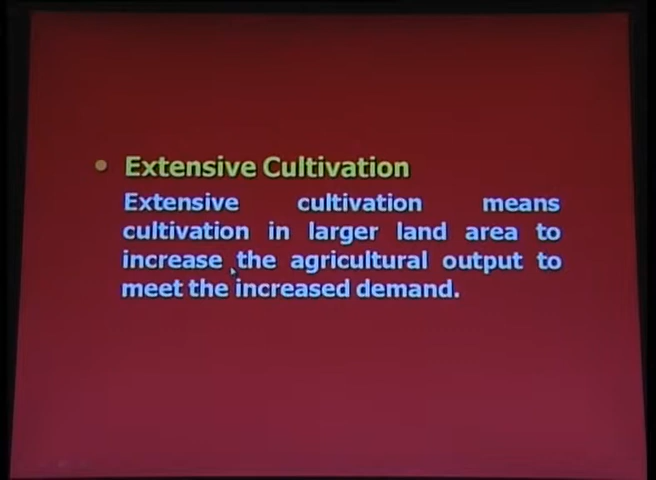 • Extensive Cultivation
Extensive cultivation means
cultivation in larger land area to
increase the agricultural output to
meet the increased demand.